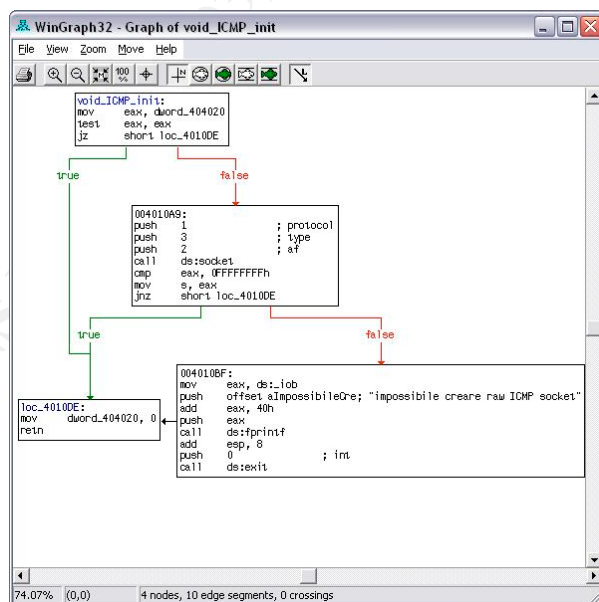 WinGraph32 - Graph of void_ICMP_init
File View Zoom Move Help
100 %
N
void_ICMP_init:
mov eax, dword_404020
test eax, eax
jz short loc_4010DE
true
false
004010A9:
push 1 ; protocol
push 3 ; type
push 2 ; af
call ds:socket
cmp eax, 0FFFFFFFFh
mov s, eax
jnz short loc_4010DE
true
false
004010BF:
mov eax, ds:_iob
push offset aImpossibileCre; "impossibile creare raw ICMP socket"
add eax, 40h
push eax
call ds:fprintf
add esp, 8
push 0 ; int
call ds:exit
loc_4010DE:
mov dword_404020, 0
retn
74.07% (0,0) 4 nodes, 10 edge segments, 0 crossings